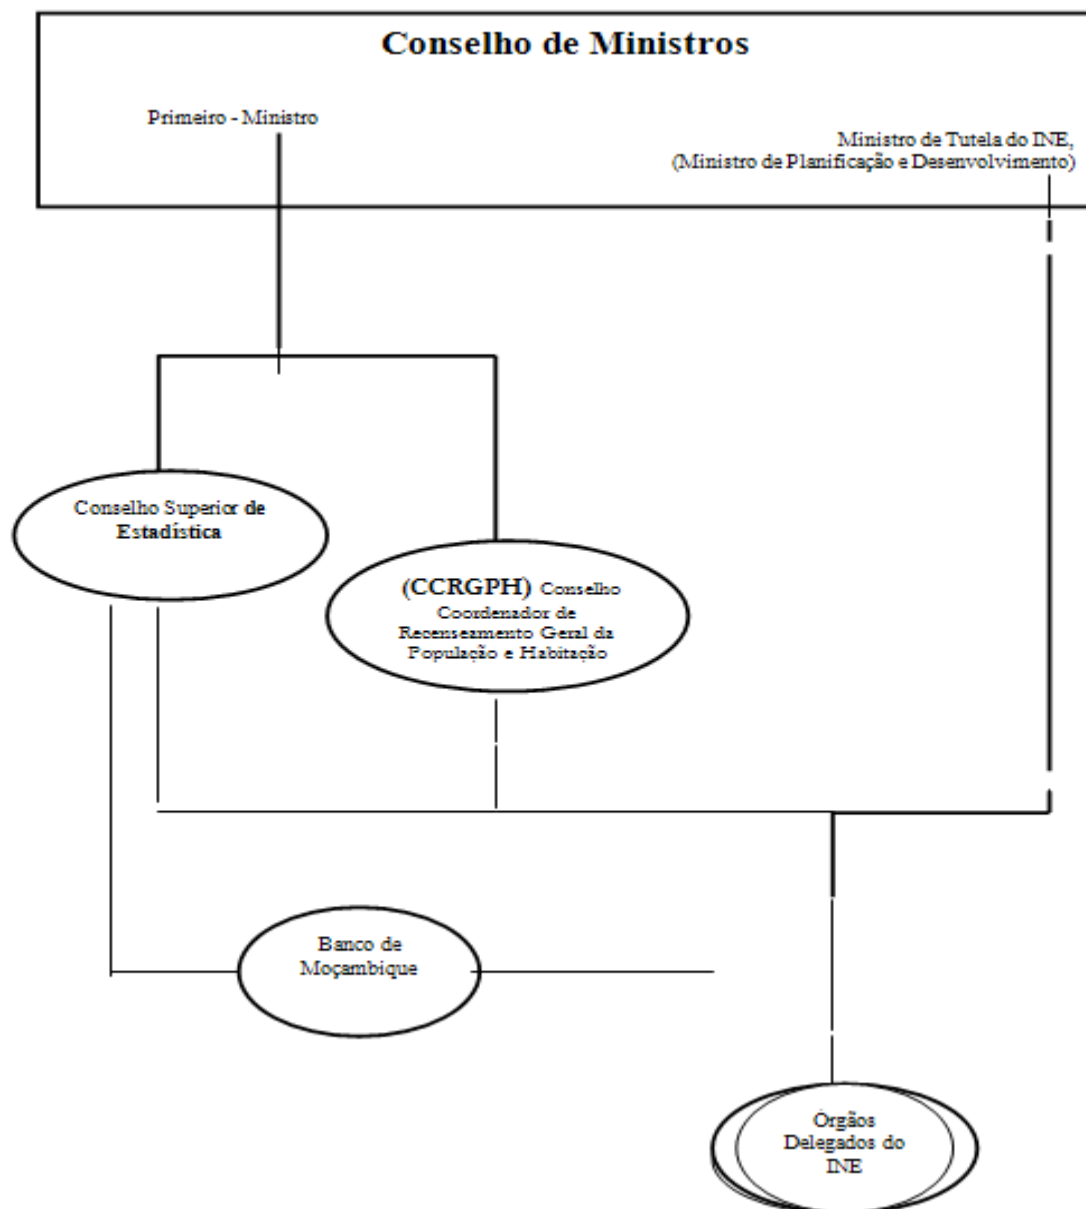 Conselho de Ministros
Primeiro - Ministro
Ministro de Tutela do INE,
(Ministro de Planificação e Desenvolvimento)
Conselho Superior de
Estadística
(CCRGPH) Conselho
Coordenador de
Recenseamento Geral da
População e Habitação
Banco de
Moçambique
Órgãos
Delegados do
INE